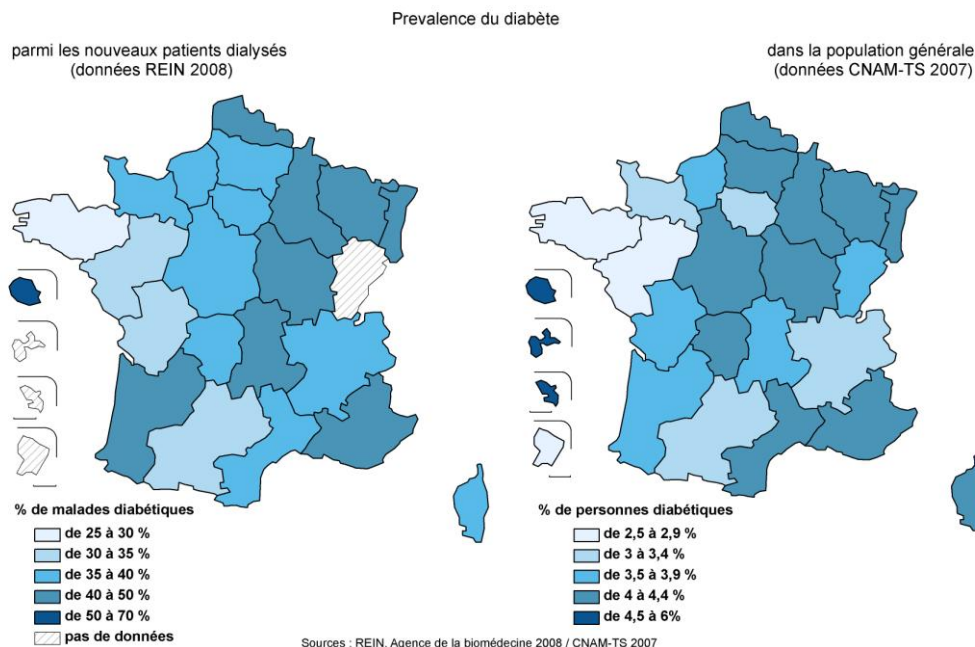 Prevalence du diabète
parmi les nouveaux patients dialysés
(données REIN 2008)
dans la population générale
(données CNAM-TS 2007)
% de malades diabétiques
de 25 à 30 %
de 30 à 35 %
de 35 à 40 %
de 40 à 50 %
de 50 à 70 %
pas de données
% de personnes diabétiques
de 2,5 à 2,9 %
de 3 à 3,4 %
de 3,5 à 3,9 %
de 4 à 4,4 %
de 4,5 à 6%
Sources : REIN, Agence de la biomédecine 2008 / CNAM-TS 2007